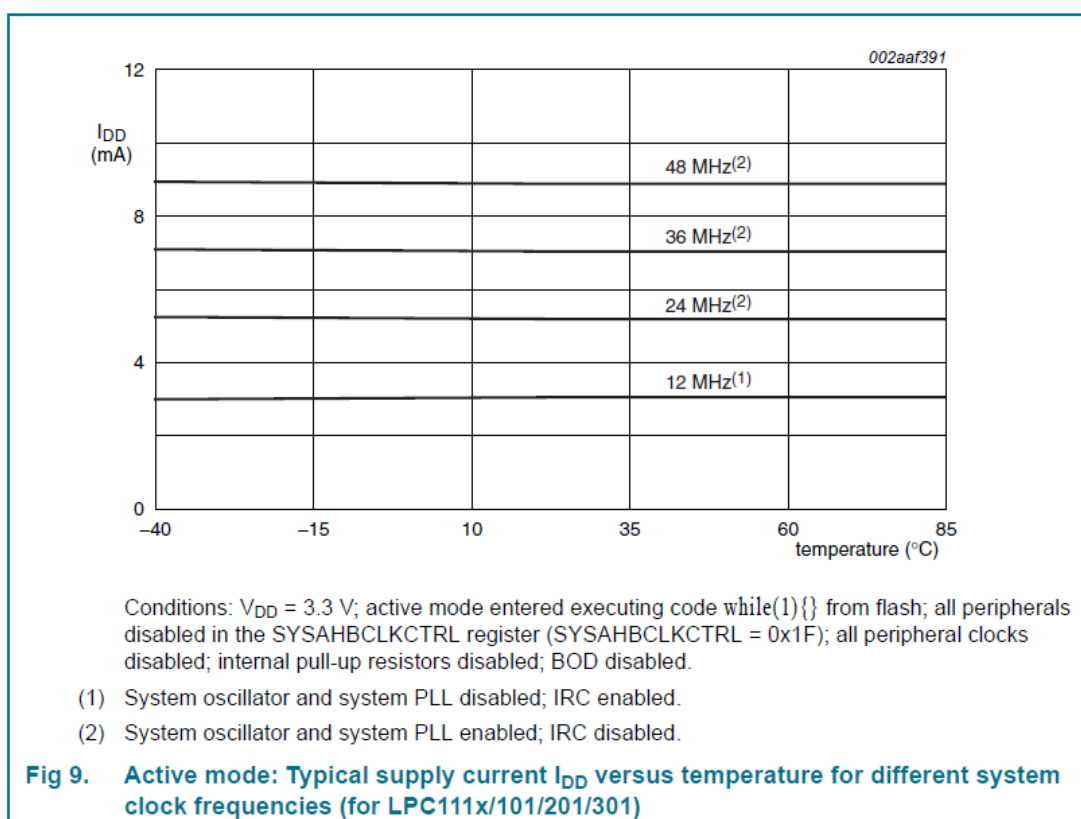 002aaf391
12
IDD
(mA)
48 MHz(2)
8
36 MHz(2)
24 MHz(2)
4
12 MHz(1)
0
−40
−15
10
35
60
85
temperature (°C)
Conditions: VDD = 3.3 V; active mode entered executing code while(1){} from flash; all peripherals
disabled in the SYSAHBCLKCTRL register (SYSAHBCLKCTRL = 0x1F); all peripheral clocks
disabled; internal pull-up resistors disabled; BOD disabled.
(1) System oscillator and system PLL disabled; IRC enabled.
(2) System oscillator and system PLL enabled; IRC disabled.
Fig 9. Active mode: Typical supply current IDD versus temperature for different system
clock frequencies (for LPC111x/101/201/301)